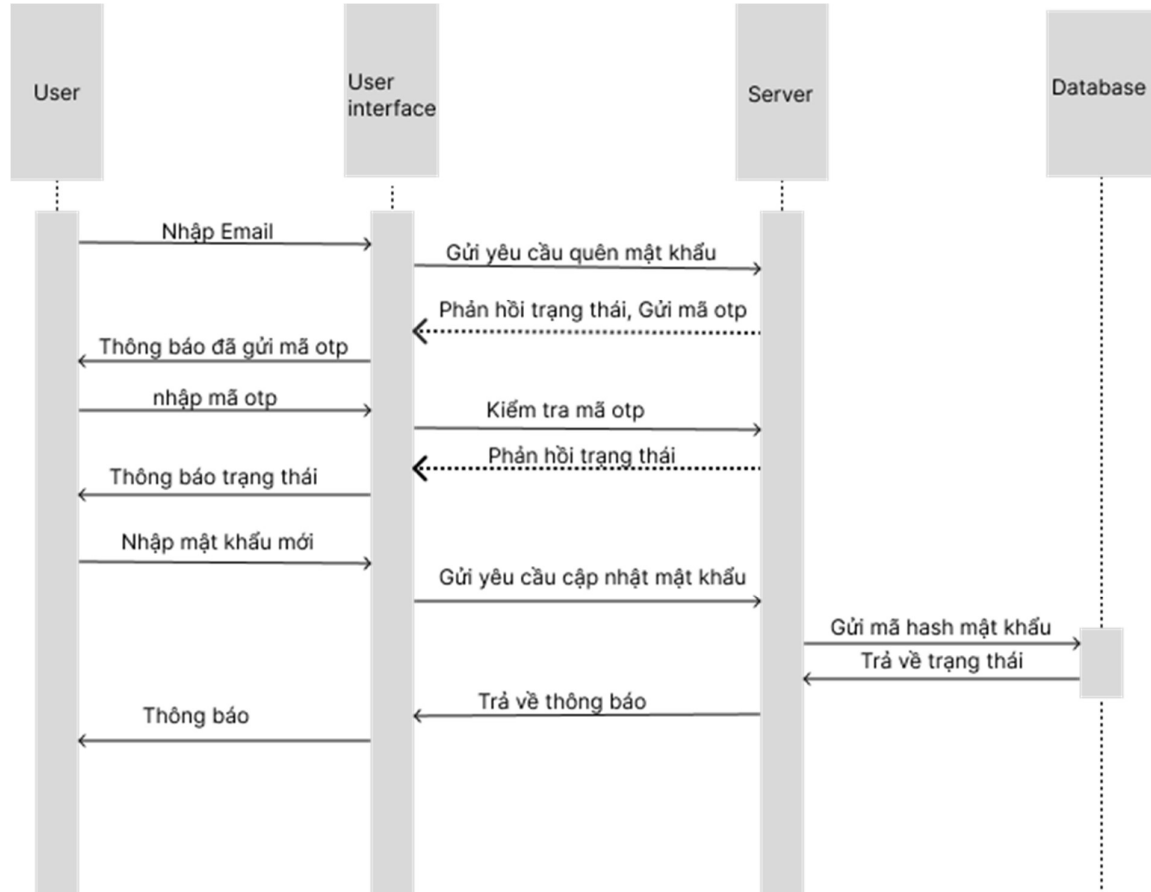 User
User
interface
Server
Database
Nhập Email
Gửi yêu cầu quên mật khẩu
Phản hồi trạng thái, Gửi mã otp
Thông báo đã gửi mã otp
nhập mã otp
Kiểm tra mã otp
Phản hồi trạng thái
Thông báo trạng thái
Nhập mật khẩu mới
Gửi yêu cầu cập nhật mật khẩu
Gửi mã hash mật khẩu
Trả về trạng thái
Trả về thông báo
Thông báo